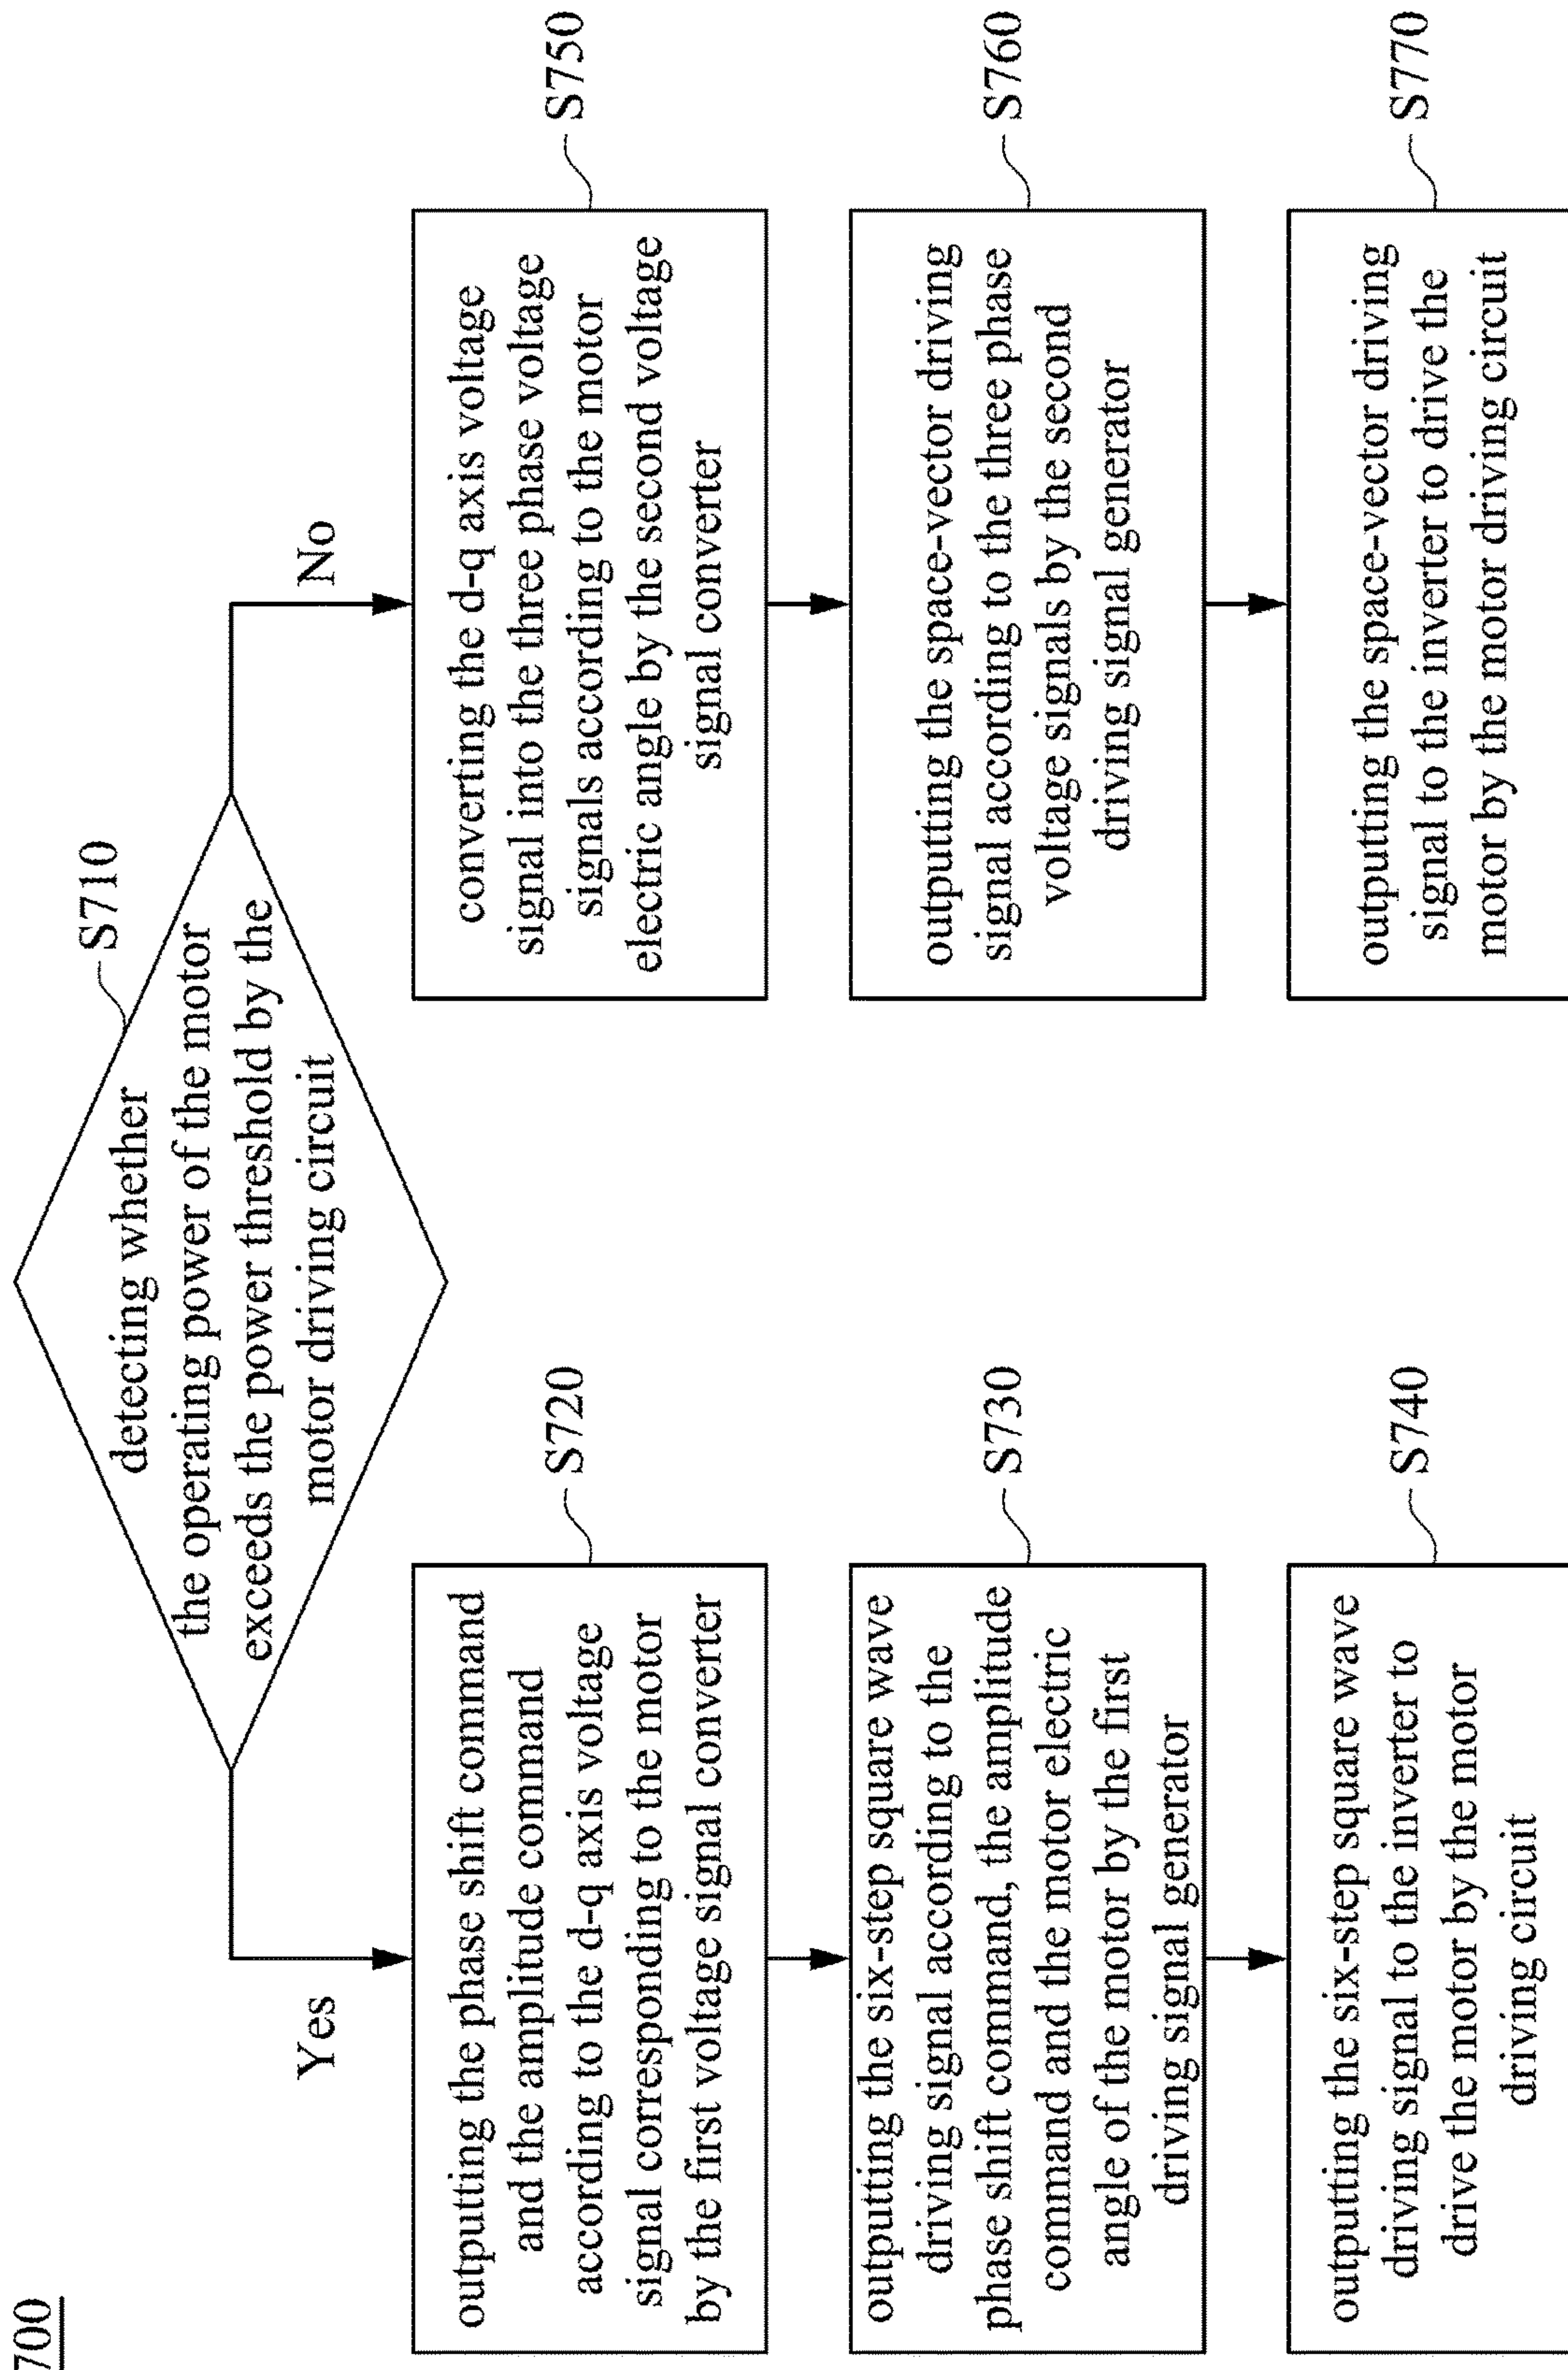 700
detecting whether
the operating power of the motor
exceeds the power threshold by the
motor driving circuit
S710
Yes
No
outputting the phase shift command
and the amplitude command
according to the d-q axis voltage
signal corresponding to the motor
by the first voltage signal converter
S720
outputting the six-step square wave
driving signal according to the
phase shift command, the amplitude
command and the motor electric
angle of the motor by the first
driving signal generator
S730
outputting the six-step square wave
driving signal to the inverter to
drive the motor by the motor
driving circuit
S740
converting the d-q axis voltage
signal into the three phase voltage
signals according to the motor
electric angle by the second voltage
signal converter
S750
outputting the space-vector driving
signal according to the three phase
voltage signals by the second
driving signal generator
S760
outputting the space-vector driving
signal to the inverter to drive the
motor by the motor driving circuit
S770